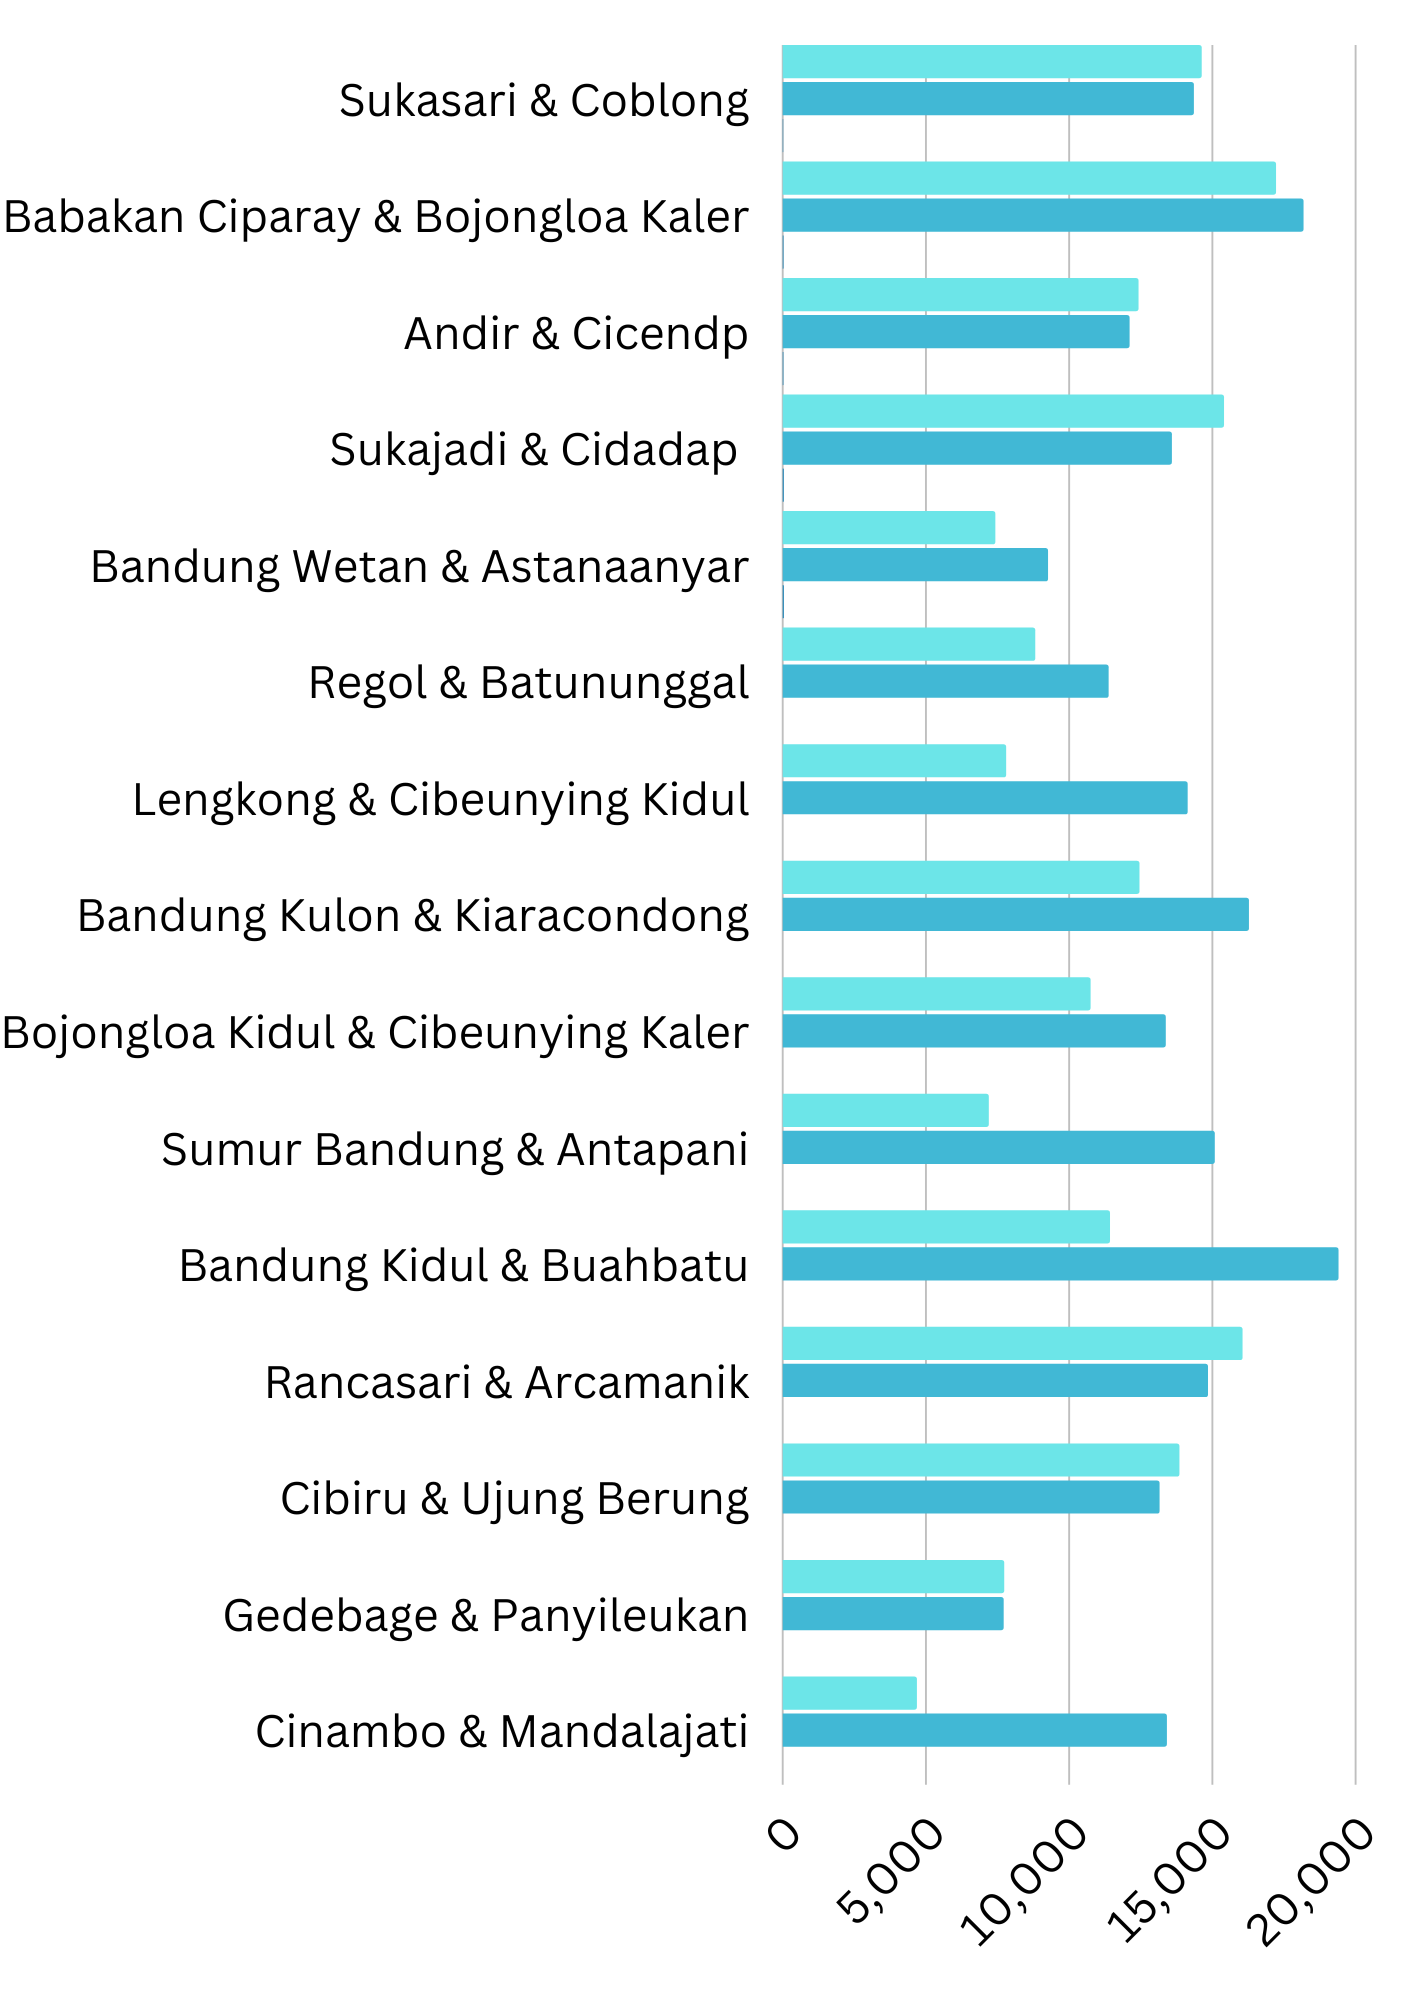 Sukasari & Coblong
Babakan Ciparay & Bojongloa Kaler
Andir & Cicendp
Sukajadi & Cidadap
Bandung Wetan & Astanaanyar
Regol & Batununggal
Lengkong & Cibeunying Kidul
Bandung Kulon & Kiaracondong
Bojongloa Kidul & Cibeunying Kaler
Sumur Bandung & Antapani
Bandung Kidul & Buahbatu
Rancasari & Arcamanik
Cibiru & Ujung Berung
Gedebage & Panyileukan
Cinambo & Mandalajati
0
5,000
10,000
15,000
20,000